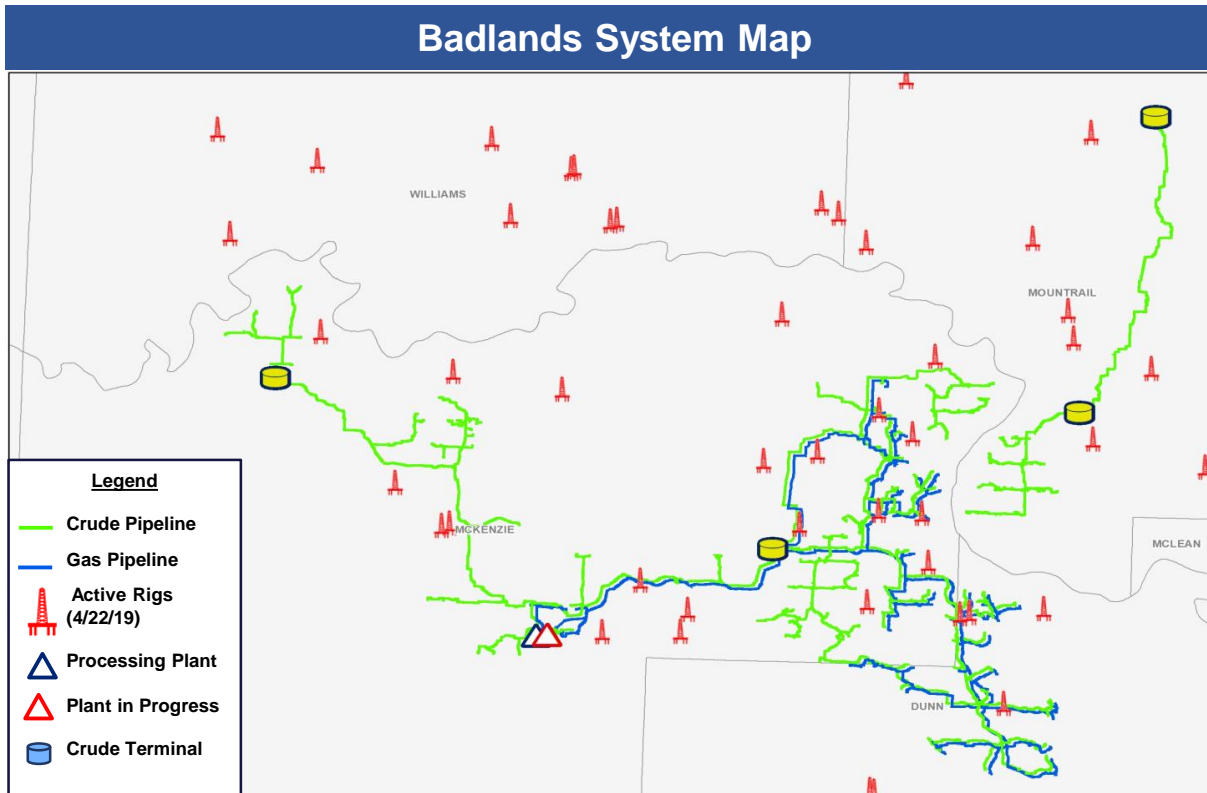 Badlands System Map
WILLIAMS
MOUNTRAIL
MCKENZIE
MCLEAN
DUNN
Legend
Crude Pipeline
Gas Pipeline
Active Rigs
(4/22/19)
Processing Plant
Plant in Progress
Crude Terminal